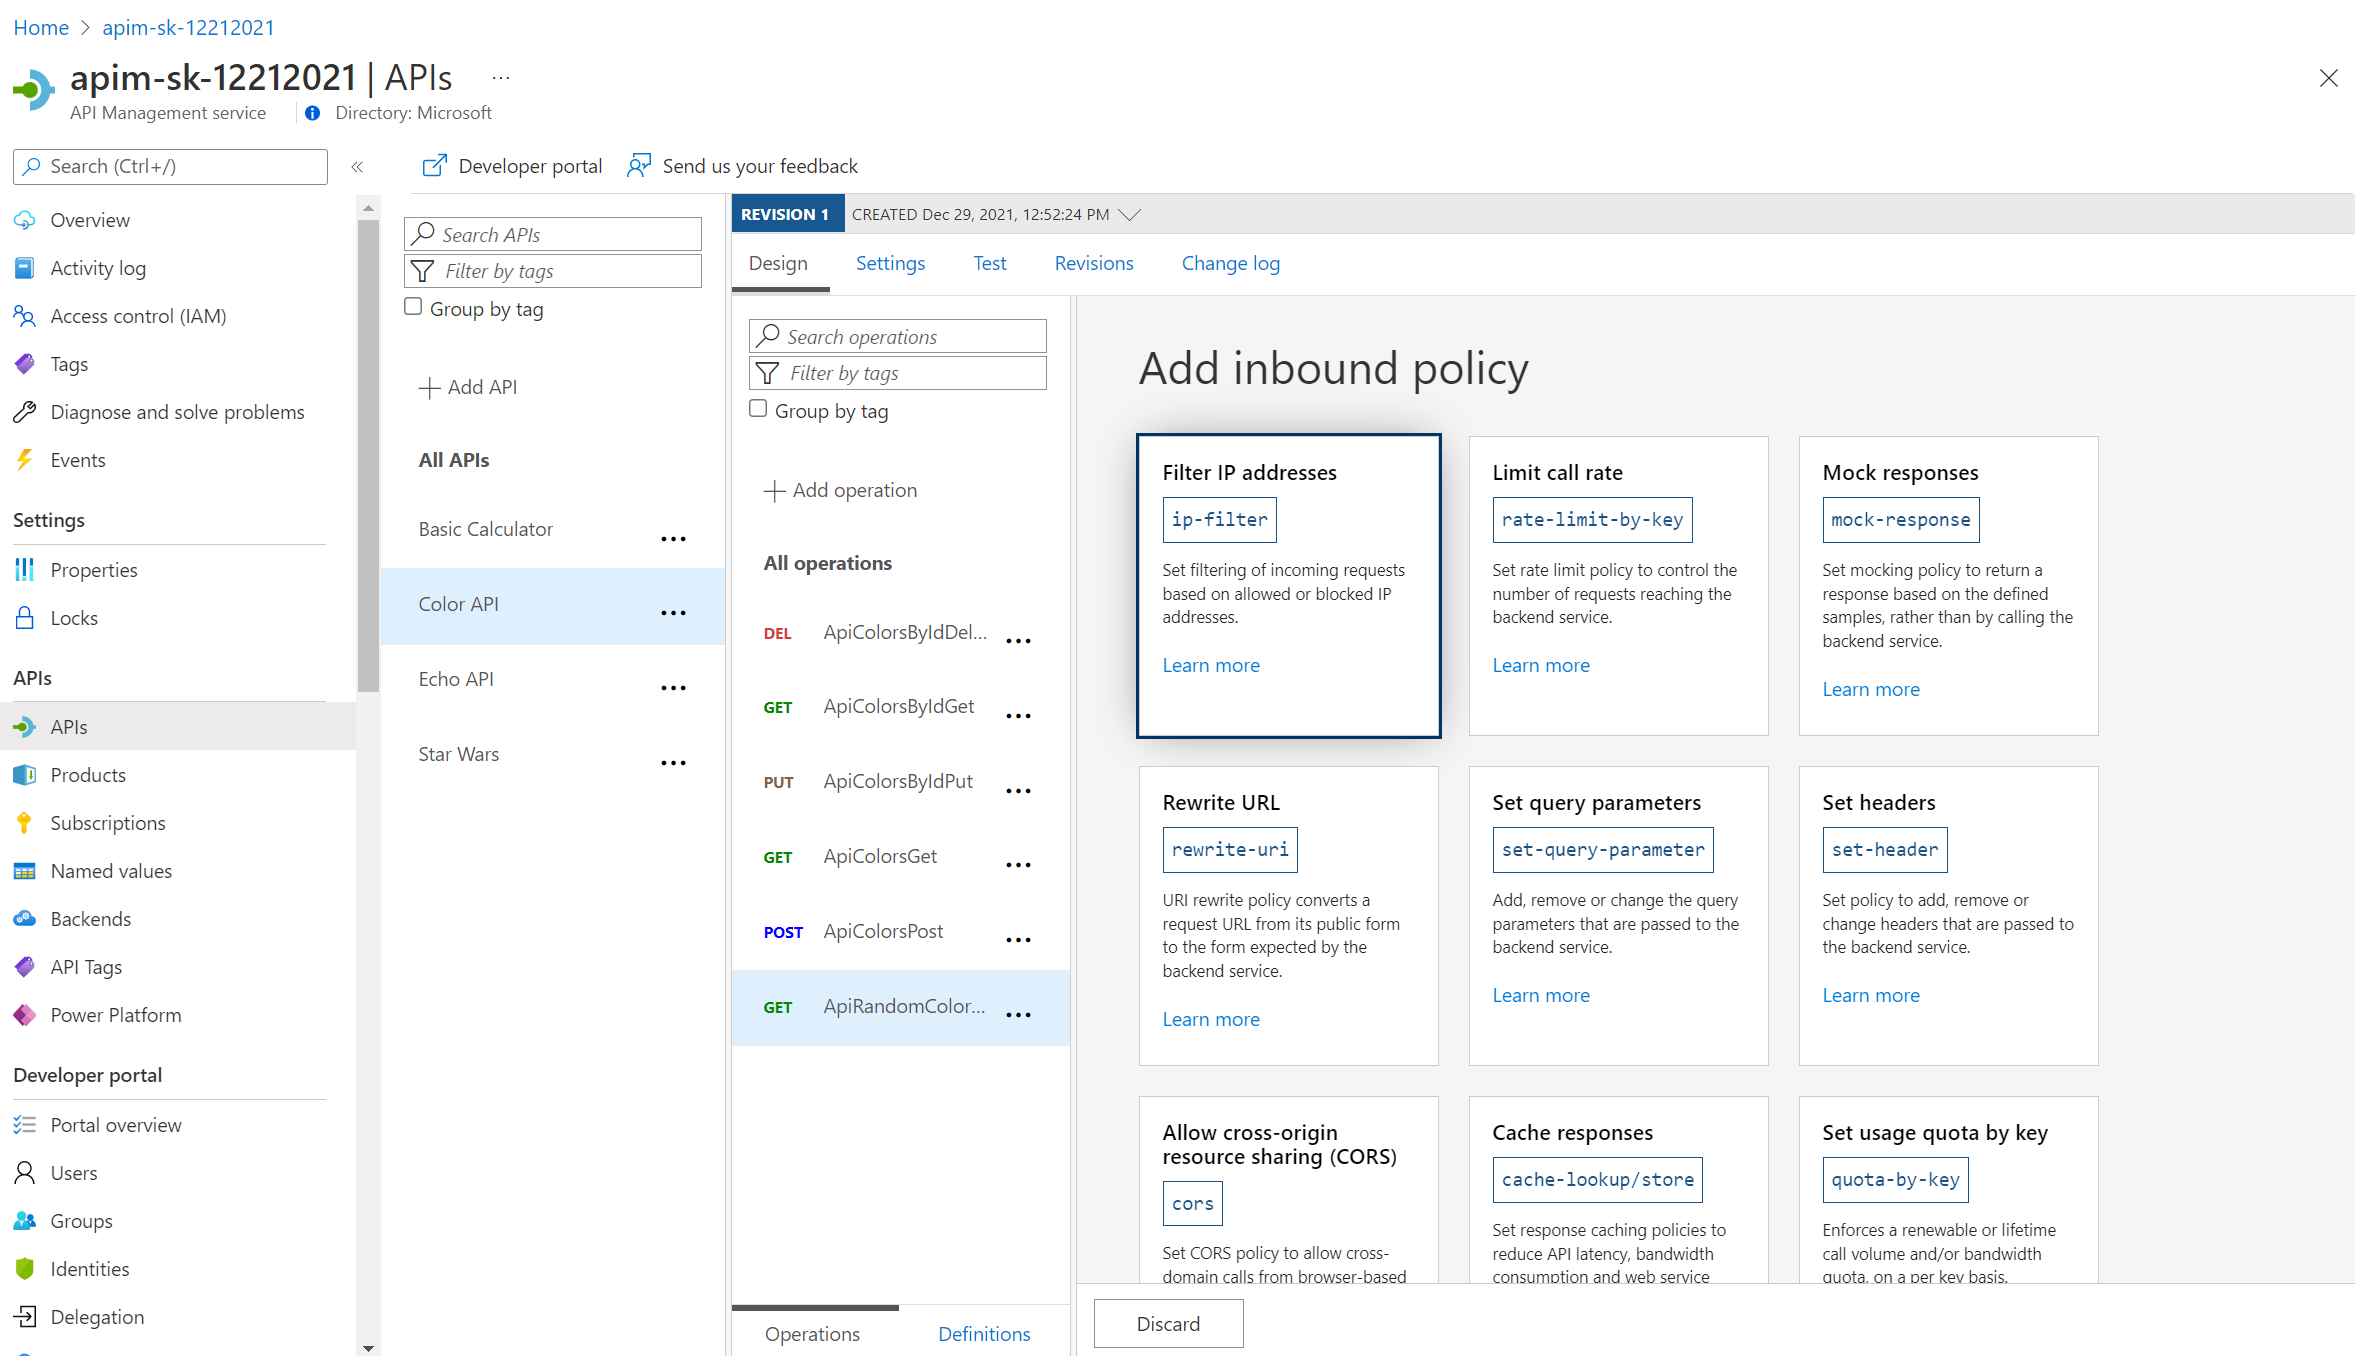 Home > apim-sk-12212021
apim-sk-12212021 | APIs ...
API Management service
Directory: Microsoft
Search (Ctrl+/)
«
Overview
Activity log
Access control (IAM)
Tags
Diagnose and solve problems
Events
Settings
Properties
Locks
APIs
APIs
Products
Subscriptions
Named values
Backends
API Tags
Power Platform
Developer portal
Portal overview
Users
Groups
Identities
Delegation
Developer portal
Send us your feedback
Search APIs
Filter by tags
Group by tag
Add API
All APIs
Basic Calculator
Color API
Echo API
Star Wars
REVISION 1
CREATED Dec 29, 2021, 12:52:24 PM
Design
Settings
Test
Revisions
Change log
Search operations
Filter by tags
Group by tag
Add operation
All operations
DEL ApiColorsByIdDel...
GET ApiColorsByIdGet
PUT ApiColorsByIdPut
GET ApiColorsGet
POST ApiColorsPost
GET ApiRandomColor...
Operations
Definitions
Add inbound policy
Filter IP addresses
ip-filter
Set filtering of incoming requests
based on allowed or blocked IP
addresses.
Learn more
Limit call rate
rate-limit-by-key
Set rate limit policy to control the
number of requests reaching the
backend service.
Learn more
Mock responses
mock-response
Set mocking policy to return a
response based on the defined
samples, rather than by calling the
backend service.
Learn more
Rewrite URL
rewrite-uri
URI rewrite policy converts a
request URL from its public form
to the form expected by the
backend service.
Learn more
Set query parameters
set-query-parameter
Add, remove or change the query
parameters that are passed to the
backend service.
Learn more
Set headers
set-header
Set policy to add, remove or
change headers that are passed to
the backend service.
Learn more
Allow cross-origin
resource sharing (CORS)
cors
Set CORS policy to allow cross-
domain calls from browser-based
Cache responses
cache-lookup/store
Set response caching policies to
reduce API latency, bandwidth
consumption and web service
Set usage quota by key
quota-by-key
Enforces a renewable or lifetime
call volume and/or bandwidth
quota, on a per key basis.
Discard